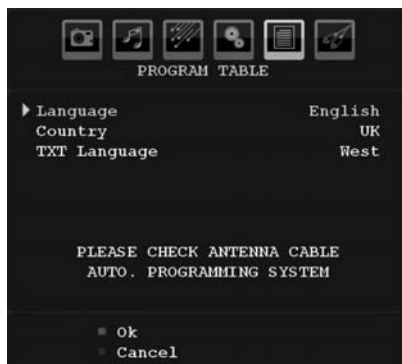 PROGRAM TABLE
Language English
Country UK
TXT Language West
PLEASE CHECK ANTENNA CABLE
AUTO. PROGRAMMING SYSTEM
Ok
Cancel